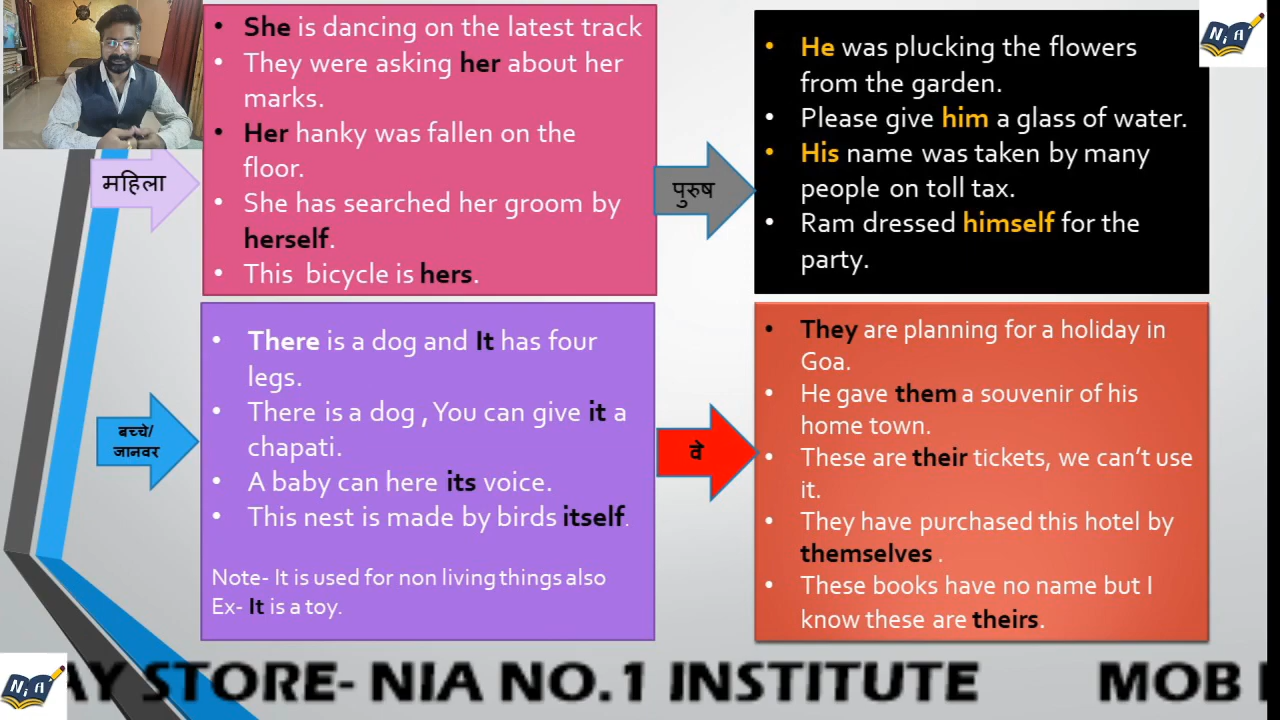 महिला
• She is dancing on the latest track
• They were asking her about her
marks.
• Her hanky was fallen on the
floor.
• She has searched her groom by
herself.
• This bicycle is hers.
पुरुष
• He was plucking the flowers
from the garden.
• Please give him a glass of water.
• His name was taken by many
people on toll tax.
• Ram dressed himself for the
party.
NIA
बच्चे/
जानवर
• There is a dog and It has four
legs.
• There is a dog , You can give it a
chapati.
• A baby can here its voice.
• This nest is made by birds itself.
Note- It is used for non living things also
Ex- It is a toy.
वे
• They are planning for a holiday in
Goa.
• He gave them a souvenir of his
home town.
• These are their tickets, we can’t use
it.
• They have purchased this hotel by
themselves .
• These books have no name but I
know these are theirs.
NIA
AY STORE- NIA NO.1 INSTITUTE MOB